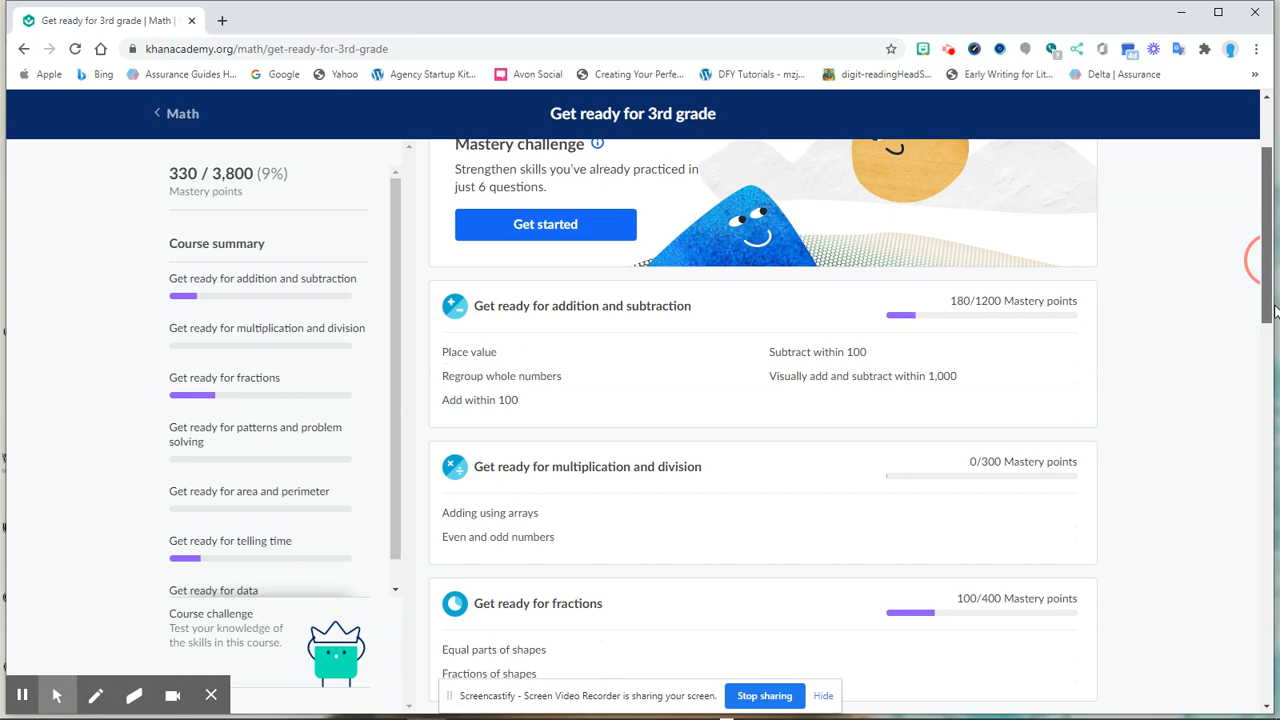 Get ready for 3rd grade | Math |
khanacademy.org/math/get-ready-for-3rd-grade
Apple
Bing
Assurance Guides H...
Google
Yahoo
Agency Startup Kit...
Avon Social
Creating Your Perfe...
DFY Tutorials - mzj...
digit-readingHeadS...
Early Writing for Lit...
Delta | Assurance
»
Math
Get ready for 3rd grade
330 / 3,800 (9%)
Mastery points
Course summary
Get ready for addition and subtraction
Get ready for multiplication and division
Get ready for fractions
Get ready for patterns and problem
solving
Get ready for area and perimeter
Get ready for telling time
Get ready for data
Course challenge
Test your knowledge of
the skills in this course.
Mastery challenge
Strengthen skills you've already practiced in
just 6 questions.
Get started
Get ready for addition and subtraction
180/1200 Mastery points
Place value
Subtract within 100
Regroup whole numbers
Visually add and subtract within 1,000
Add within 100
Get ready for multiplication and division
0/300 Mastery points
Adding using arrays
Even and odd numbers
Get ready for fractions
100/400 Mastery points
Equal parts of shapes
Fractions of shapes
Screencastify - Screen Video Recorder is sharing your screen.
Stop sharing
Hide